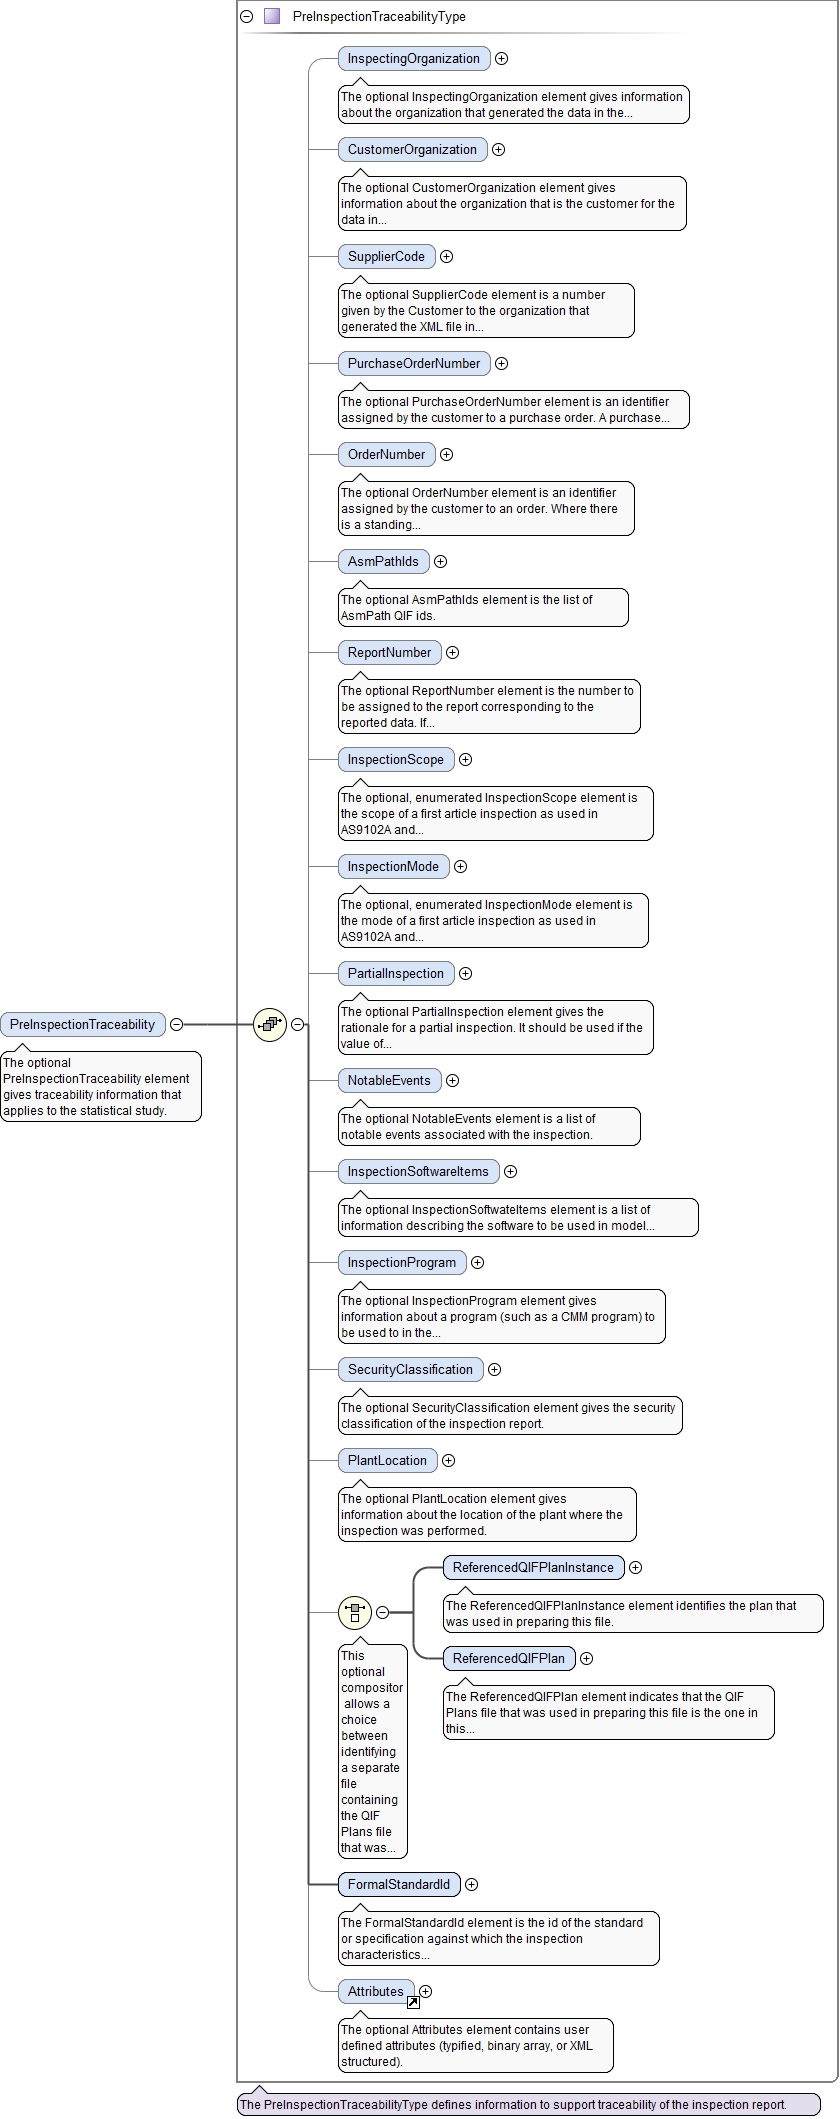 PreInspectionTraceabilityType
InspectingOrganization
The optional InspectingOrganization element gives information
about the organization that generated the data in the...
CustomerOrganization
The optional CustomerOrganization element gives
information about the organization that is the customer for the
data in...
SupplierCode
The optional SupplierCode element is a number
given by the Customer to the organization that
generated the XML file in...
PurchaseOrderNumber
The optional PurchaseOrderNumber element is an identifier
assigned by the customer to a purchase order. A purchase...
OrderNumber
The optional OrderNumber element is an identifier
assigned by the customer to an order. Where there
is a standing...
AsmPathIds
The optional AsmPathIds element is the list of
AsmPath QIF ids.
ReportNumber
The optional ReportNumber element is the number to
be assigned to the report corresponding to the
reported data. If...
InspectionScope
The optional, enumerated InspectionScope element is
the scope of a first article inspection as used in
AS9102A and...
InspectionMode
The optional, enumerated InspectionMode element is
the mode of a first article inspection as used in
AS9102A and...
PartialInspection
The optional PartialInspection element gives the
rationale for a partial inspection. It should be used if the
value of...
PreInspectionTraceability
The optional
PreInspectionTraceability element
gives traceability information that
applies to the statistical study.
NotableEvents
The optional NotableEvents element is a list of
notable events associated with the inspection.
InspectionSoftwareItems
The optional InspectionSoftwateItems element is a list of
information describing the software to be used in model...
InspectionProgram
The optional InspectionProgram element gives
information about a program (such as a CMM program) to
be used to in the...
SecurityClassification
The optional SecurityClassification element gives the security
classification of the inspection report.
PlantLocation
The optional PlantLocation element gives
information about the location of the plant where the
inspection was performed.
ReferencedQIFPlanInstance
The ReferencedQIFPlanInstance element identifies the plan that
was used in preparing this file.
ReferencedQIFPlan
The ReferencedQIFPlan element indicates that the QIF
Plans file that was used in preparing this file is the one in
this...
This
optional
compositor
allows a
choice
between
identifying
a separate
file
containing
the QIF
Plans file
that was...
FormalStandardId
The FormalStandardId element is the id of the standard
or specification against which the inspection
characteristics...
Attributes
The optional Attributes element contains user
defined attributes (typified, binary array, or XML
structured).
The PreInspectionTraceabilityType defines information to support traceability of the inspection report.